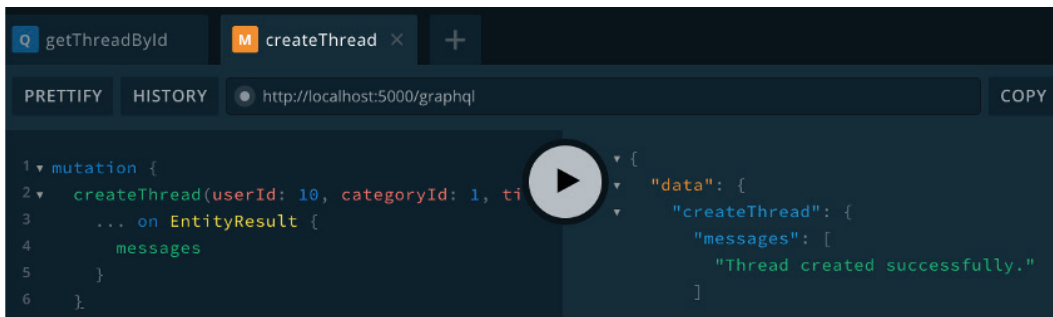 Q getThreadById M createThread × +
PRETTIFY HISTORY http://localhost:5000/graphql COPY
1 mutation {
2 createThread(userId: 10, categoryId: 1, ti
3 ... on EntityResult {
4 messages
5 }
6 }
{
"data": {
"createThread": {
"messages": [
"Thread created successfully."
]